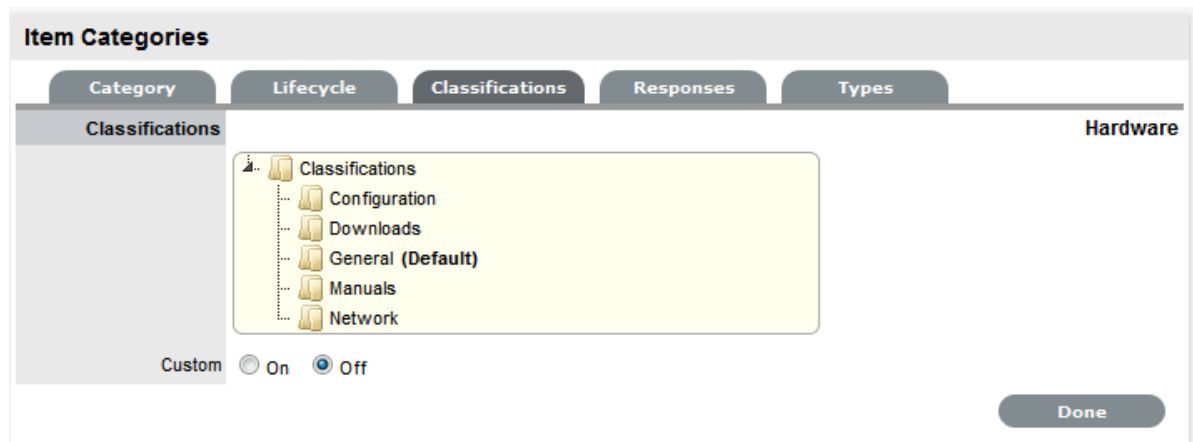 Item Categories
Category Lifecycle Classifications Responses Types
Classifications Hardware
Classifications
Configuration
Downloads
General (Default)
Manuals
Network
Custom On Off
Done